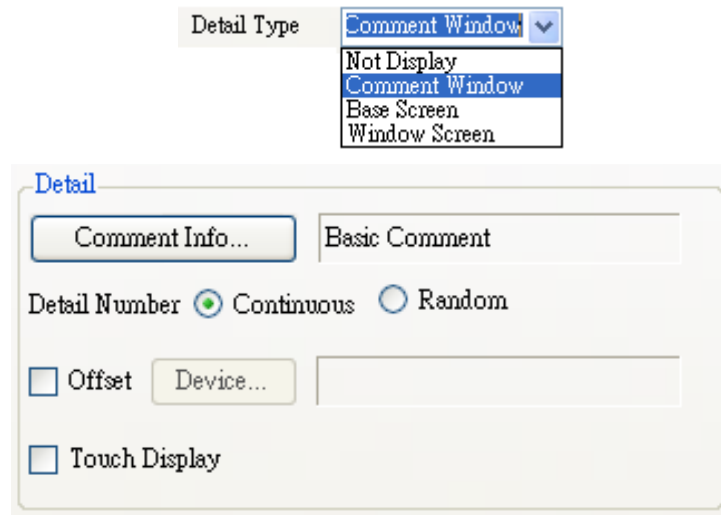 Detail Type Comment Window
Not Display
Comment Window
Base Screen
Window Screen
Detail
Comment Info... Basic Comment
Detail Number Continuous Random
Offset Device...
Touch Display